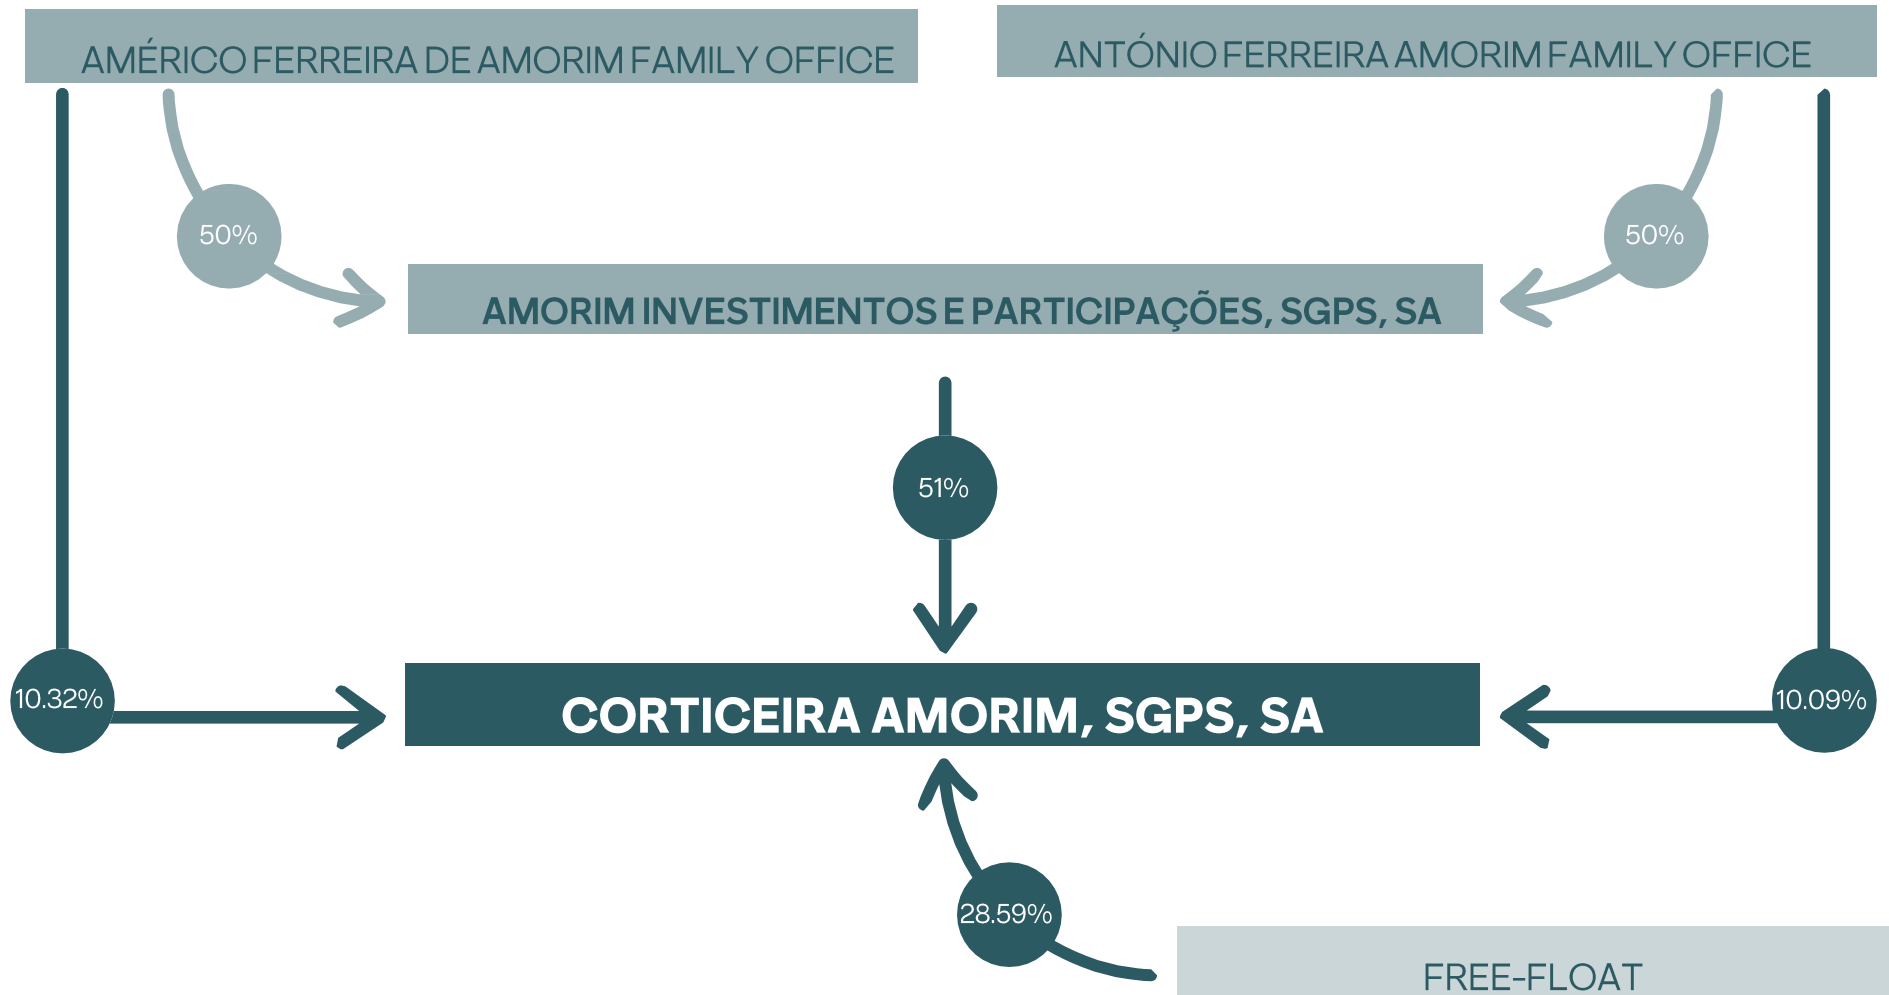 AMÉRICO FERREIRA DE AMORIM FAMILY OFFICE
ANTÓNIO FERREIRA AMORIM FAMILY OFFICE
50%
50%
AMORIM INVESTIMENTOS E PARTICIPAÇÕES, SGPS, SA
51%
10.32%
CORTICEIRA AMORIM, SGPS, SA
10.09%
28.59%
FREE-FLOAT